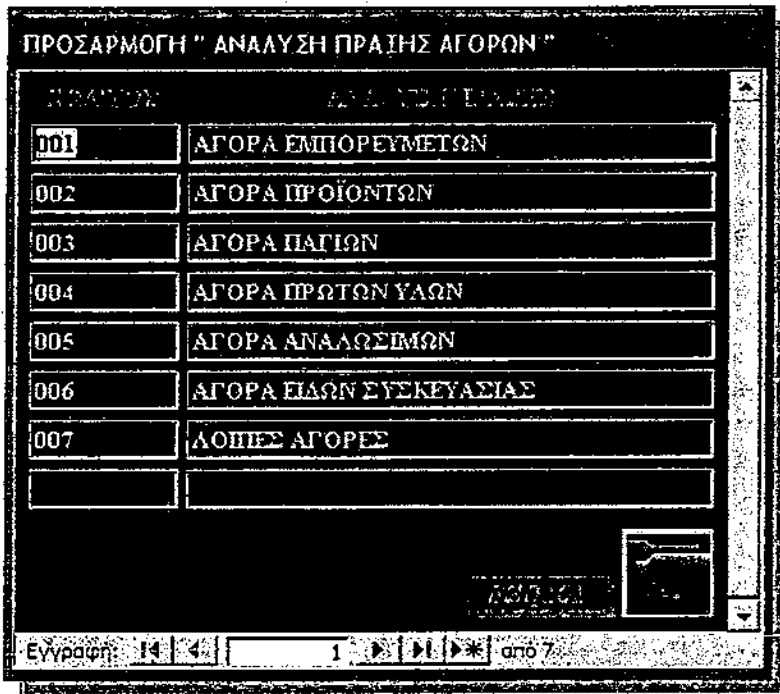 ΠΡΟΣΑΡΜΟΓΗ " ΑΝΑΛΥΣΗ ΠΡΑΞΗΣ ΑΓΟΡΩΝ "
001 ΑΓΟΡΑ ΕΜΠΟΡΕΥΜΕΤΩΝ
002 ΑΓΟΡΑ ΠΡΟΪΟΝΤΩΝ
003 ΑΓΟΡΑ ΠΑΓΙΩΝ
004 ΑΓΟΡΑ ΠΡΩΤΩΝ ΥΛΩΝ
005 ΑΓΟΡΑ ΑΝΑΛΩΣΙΜΩΝ
006 ΑΓΟΡΑ ΕΙΔΩΝ ΣΥΣΚΕΥΑΣΙΑΣ
007 ΛΟΙΠΕΣ ΑΓΟΡΕΣ
Εγγραφή: 1 από 7